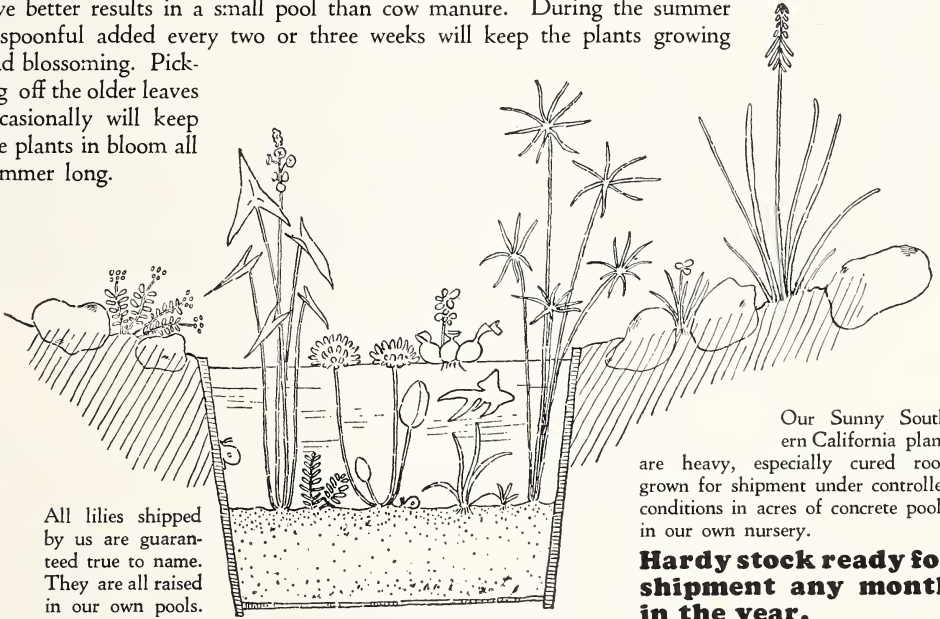 ve better results in a small pool than cow manure. During the summer
spoonful added every two or three weeks will keep the plants growing
d blossoming. Pick-
g off the older leaves
casionally will keep
e plants in bloom all
mmer long.
All lilies shipped
by us are guaran-
teed true to name.
They are all raised
in our own pools.
Our Sunny South
ern California plan
are heavy, especially cured roo
grown for shipment under controlle
conditions in acres of concrete pool
in our own nursery.
Hardy stock ready fo
shipment any mont
in the year.